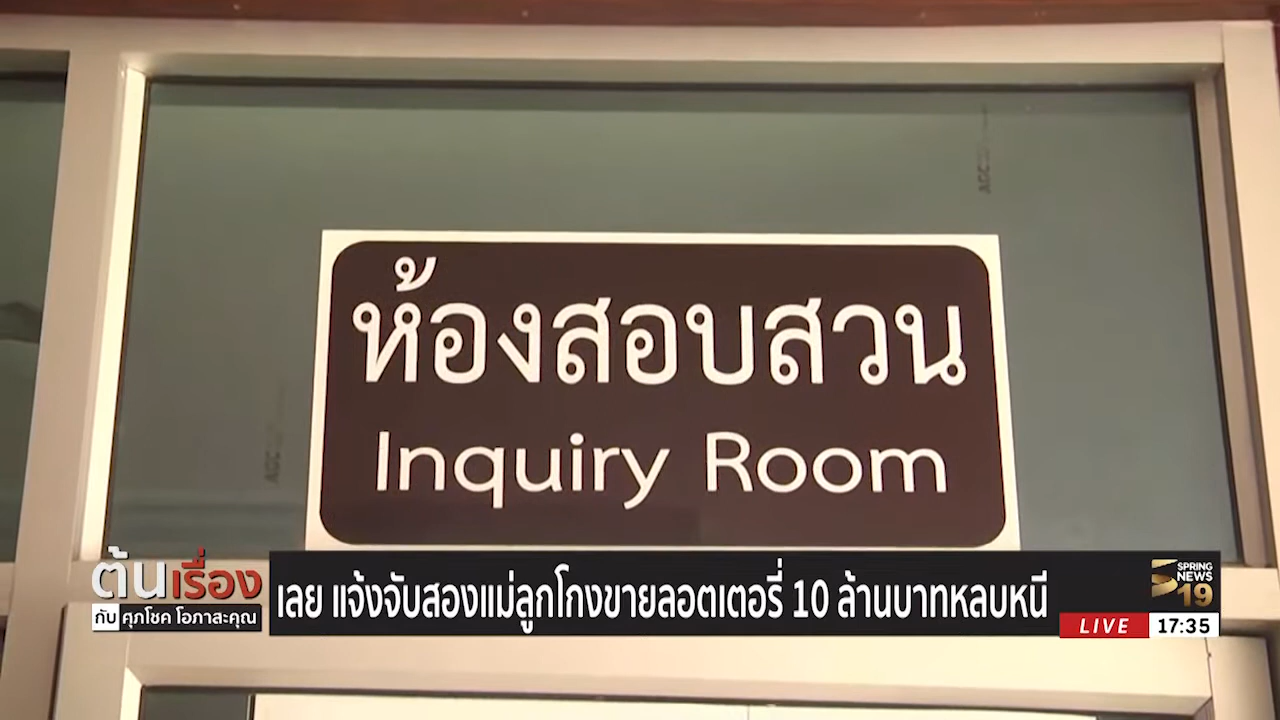 ห้องสอบสวน
Inquiry Room
ต้นเรื่อง
กับ ศุภโชค โอภาสะคุณ
เลย แจ้งจับสองแม่ลูกโกงขายลอตเตอรี่ 10 ล้านบาทหลบหนี
SPRING
NEWS
19
LIVE 17:35